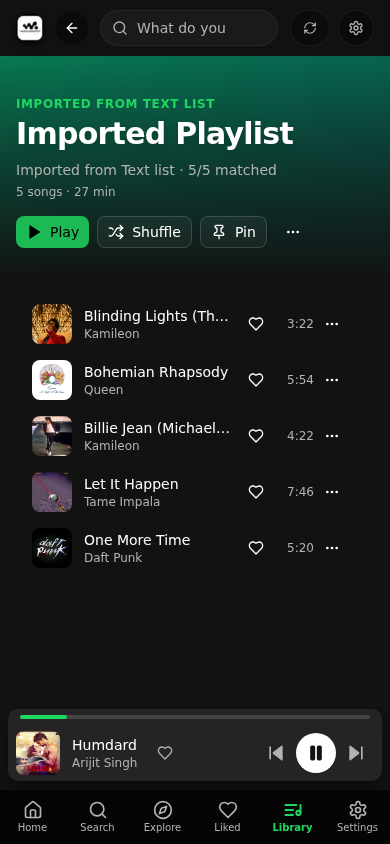 What do you
IMPORTED FROM TEXT LIST
Imported Playlist
Imported from Text list · 5/5 matched
5 songs · 27 min
Play
Shuffle
Pin
Blinding Lights (Th...
Kamileon
3:22
Bohemian Rhapsody
Queen
5:54
Billie Jean (Michael...
Kamileon
4:22
Let It Happen
Tame Impala
7:46
daft punk
One More Time
Daft Punk
5:20
Humdard
Arijit Singh
Home
Search
Explore
Liked
Library
Settings